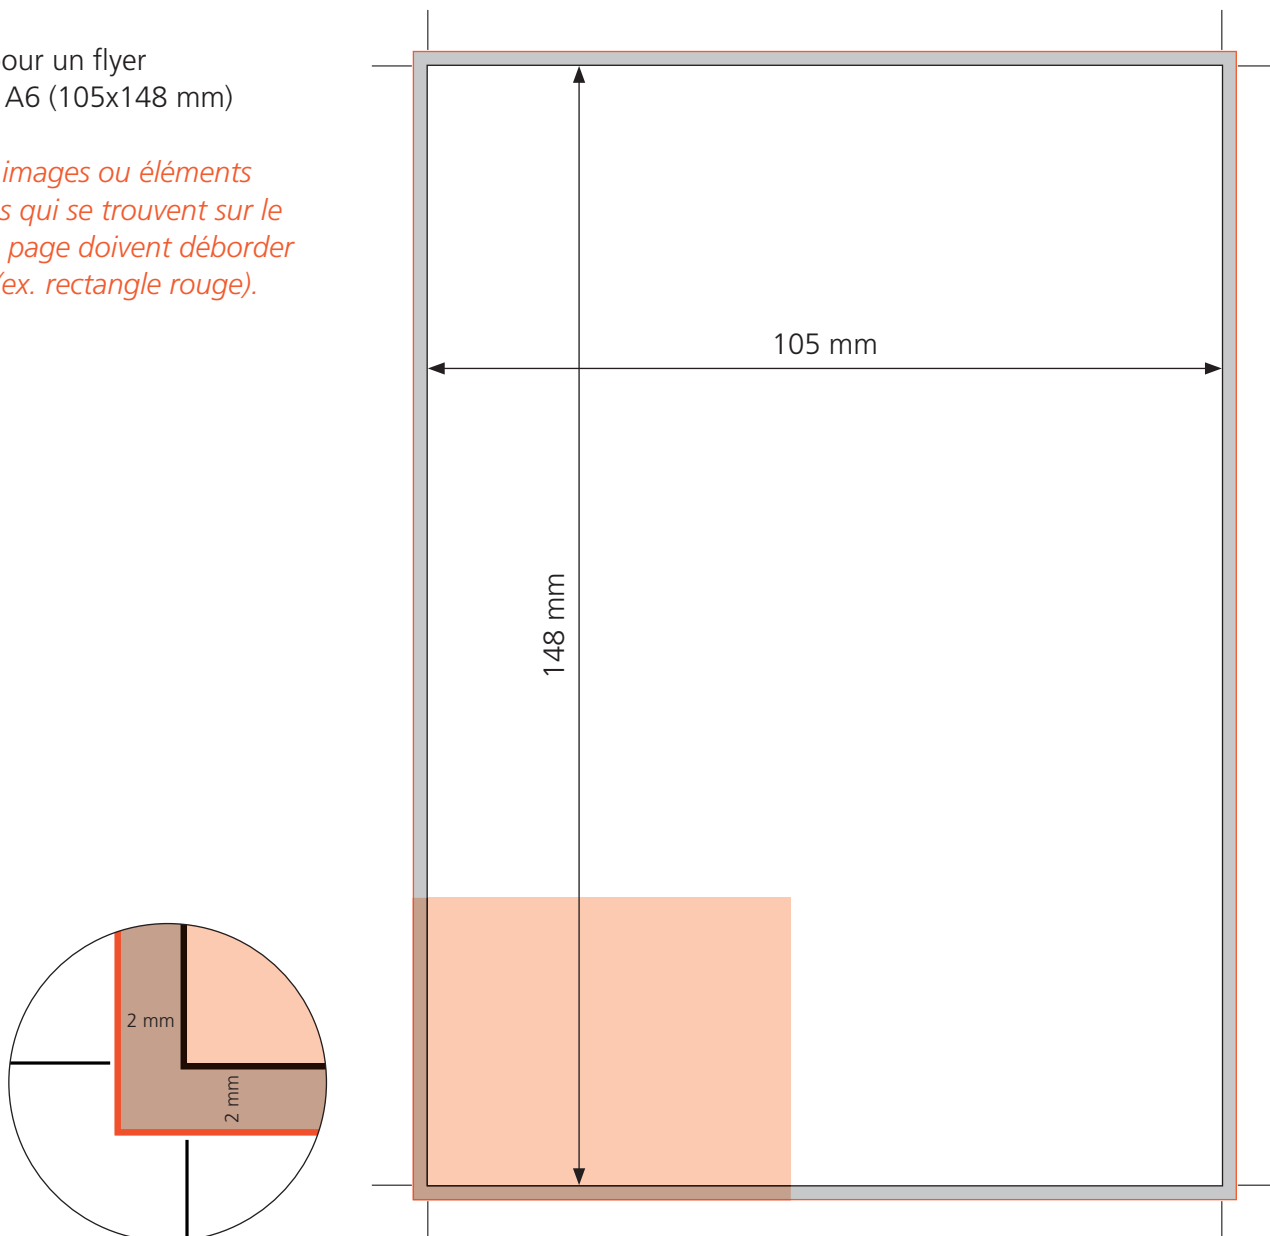 our un flyer
A6 (105x148 mm)
images ou éléments
s qui se trouvent sur le
page doivent déborder
(ex. rectangle rouge).
105 mm
148 mm
2 mm
2 mm